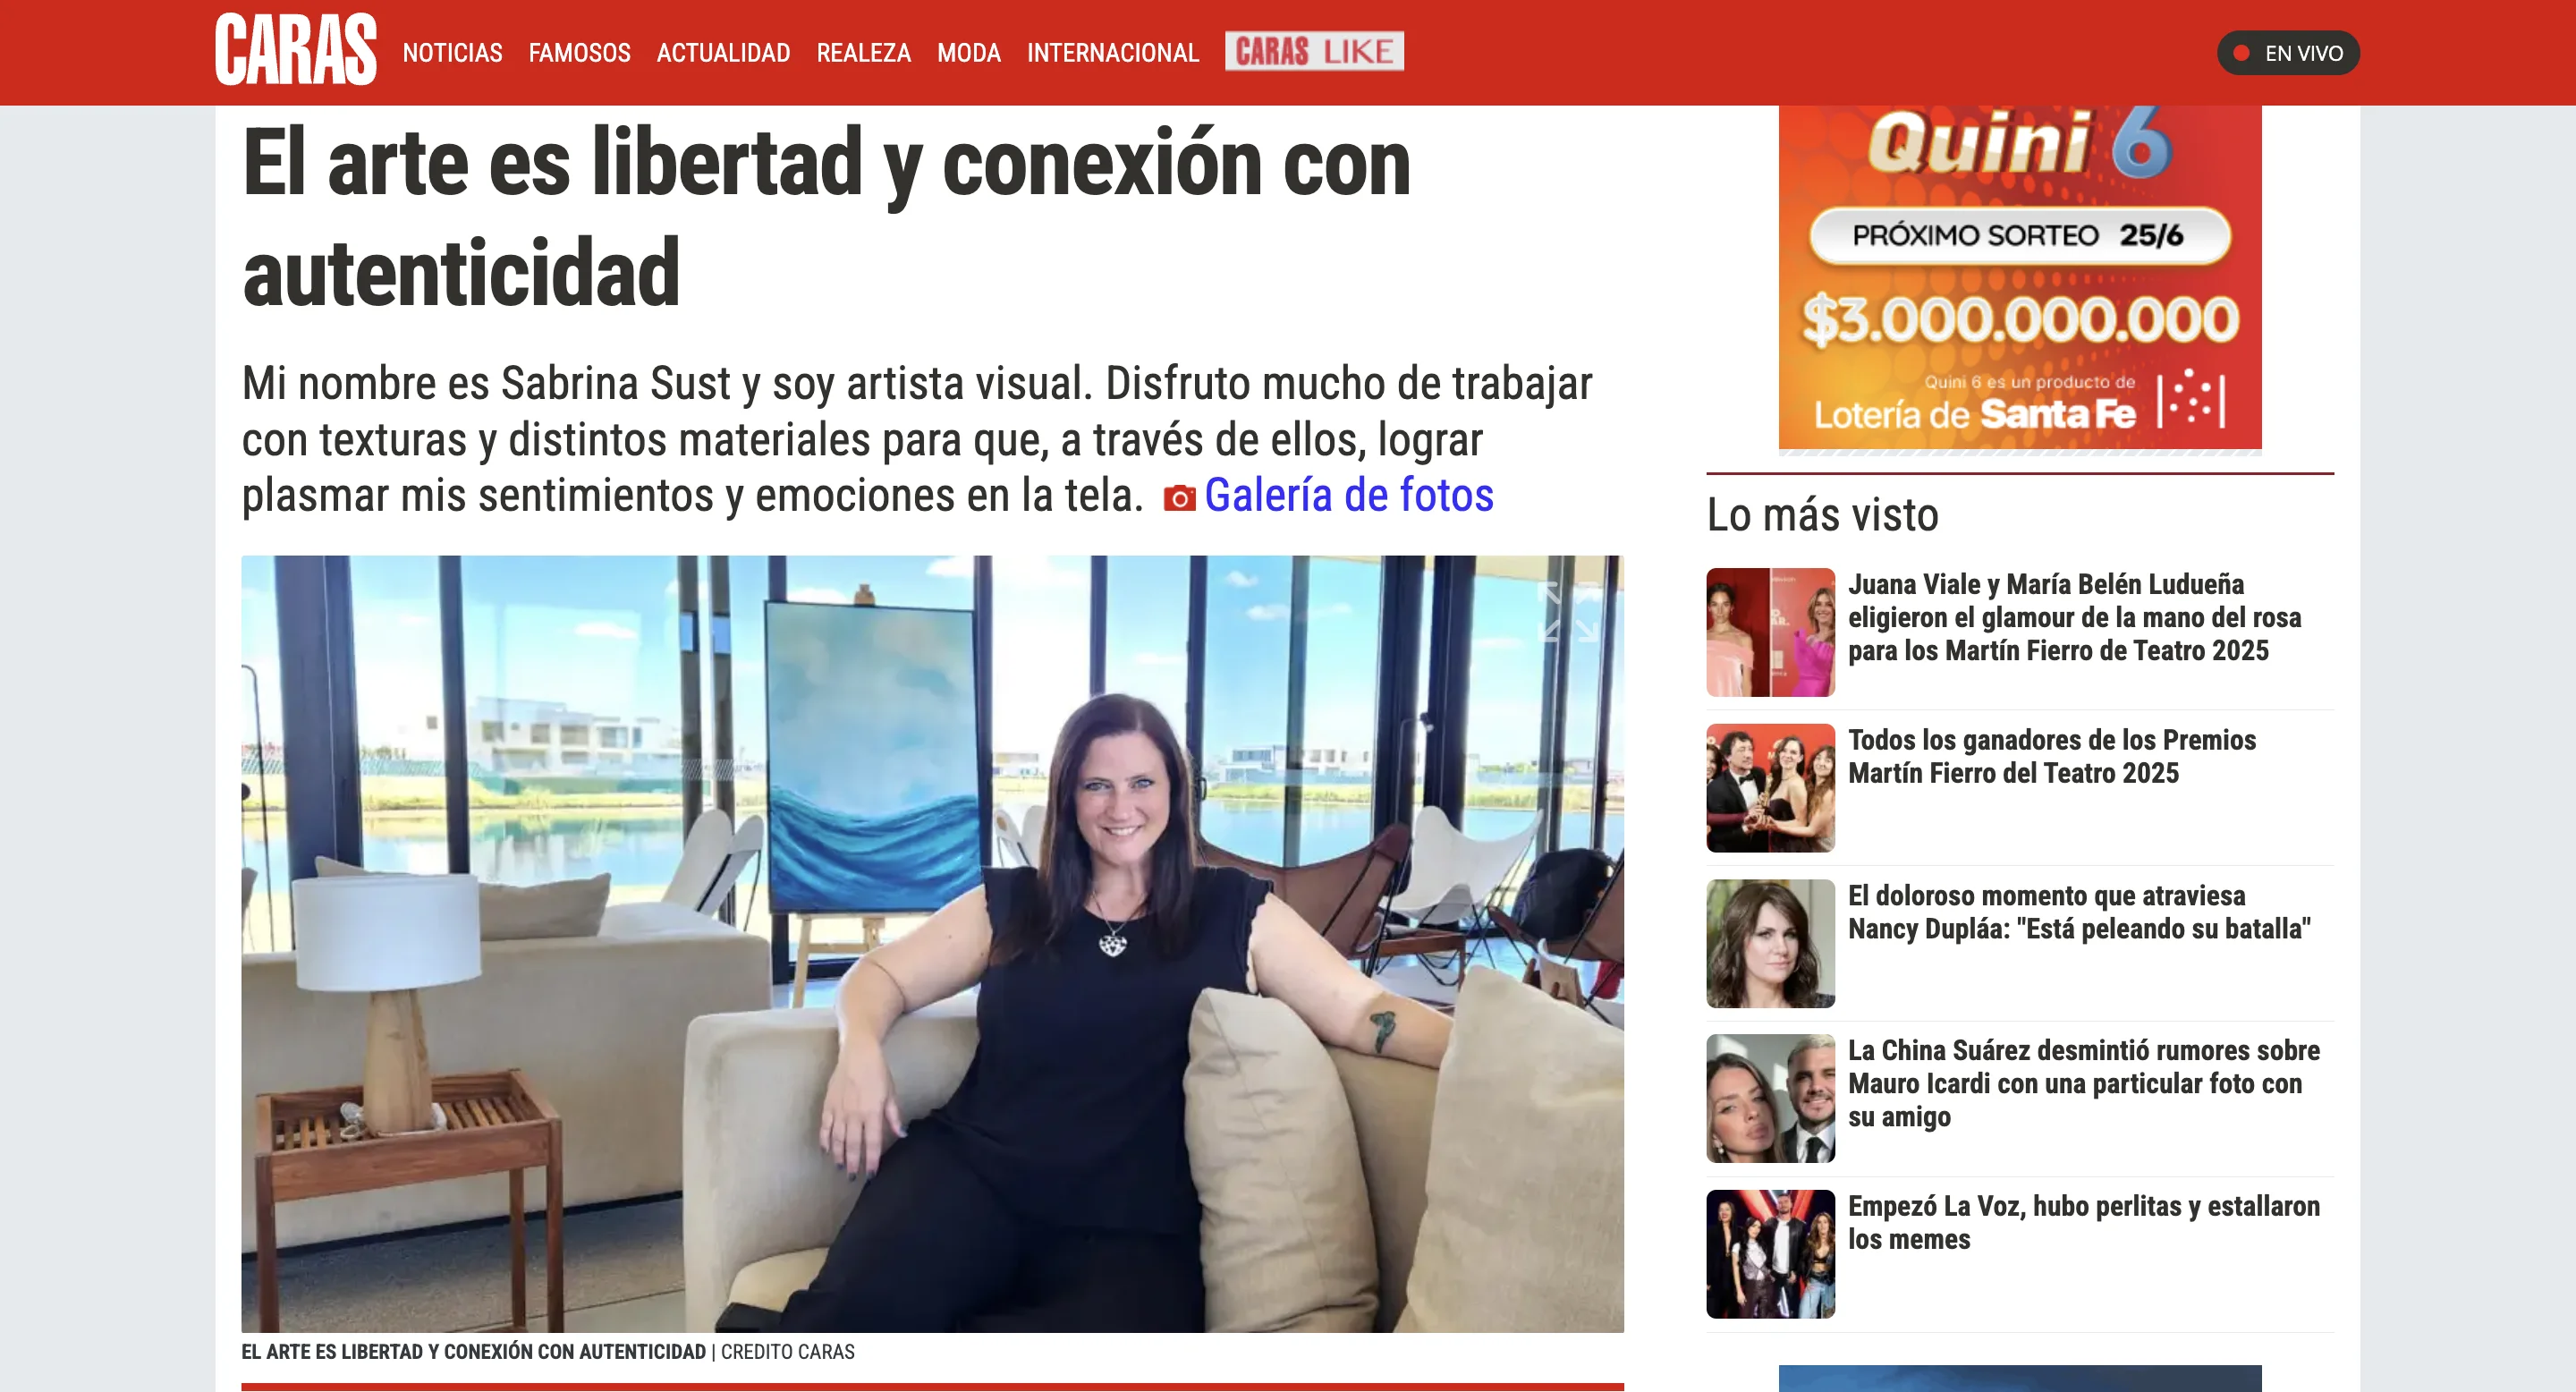 CARAS
NOTICIAS
FAMOSOS
ACTUALIDAD
REALEZA
MODA
INTERNACIONAL
CARAS LIKE
EN VIVO
El arte es libertad y conexión con
autenticidad
Mi nombre es Sabrina Sust y soy artista visual. Disfruto mucho de trabajar
con texturas y distintos materiales para que, a través de ellos, lograr
plasmar mis sentimientos y emociones en la tela. Galería de fotos
EL ARTE ES LIBERTAD Y CONEXIÓN CON AUTENTICIDAD | CREDITO CARAS
Quini 6
PRÓXIMO SORTEO 25/6
$3.000.000.000
Quini 6 es un producto de
Lotería de Santa Fe
Lo más visto
Juana Viale y María Belén Ludueña
eligieron el glamour de la mano del rosa
para los Martín Fierro de Teatro 2025
Todos los ganadores de los Premios
Martín Fierro del Teatro 2025
El doloroso momento que atraviesa
Nancy Dupláa: "Está peleando su batalla"
La China Suárez desmintió rumores sobre
Mauro Icardi con una particular foto con
su amigo
Empezó La Voz, hubo perlitas y estallaron
los memes